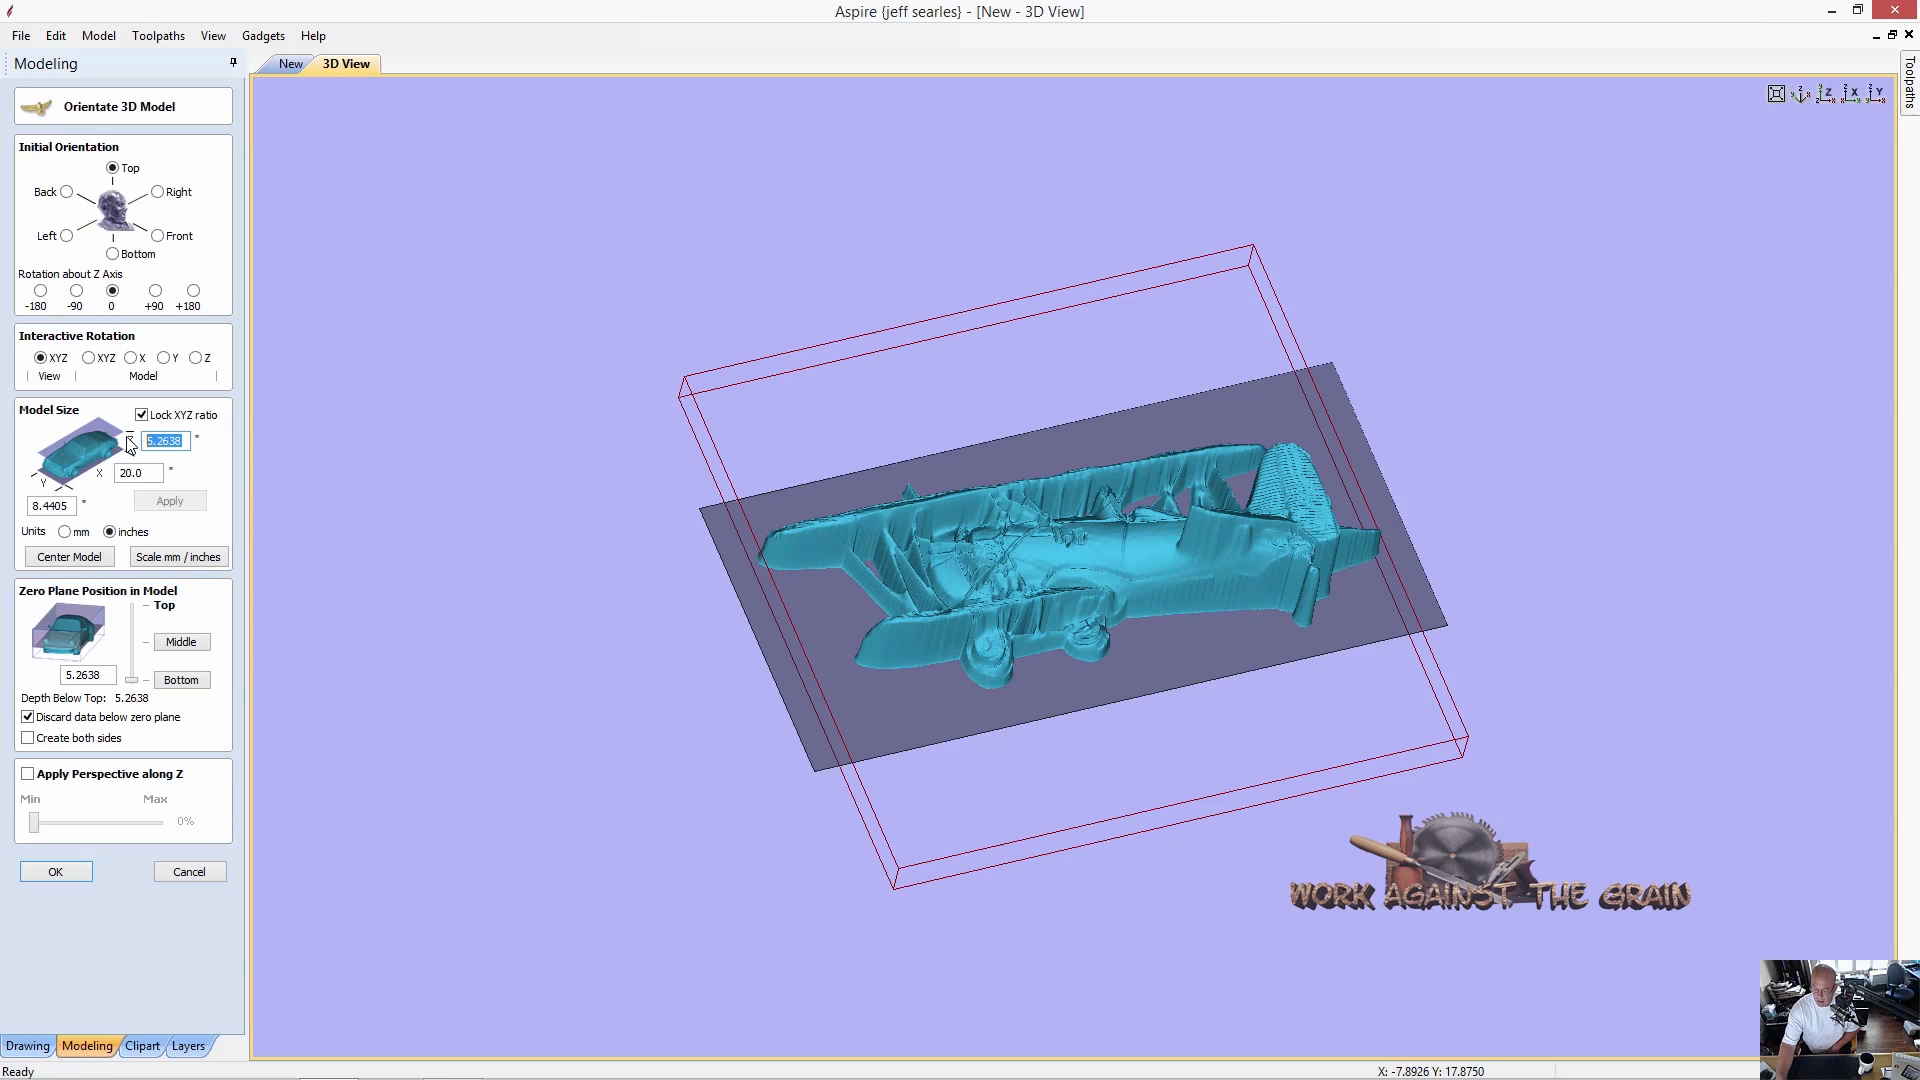 Aspire {jeff searles} - [New - 3D View]
File Edit Model Toolpaths View Gadgets Help
Modeling
New 3D View
Toolpaths
Z X Y
Orientate 3D Model
Initial Orientation
Top
Back Right
Left Front
Bottom
Rotation about Z Axis
-180 -90 0 +90 +180
Interactive Rotation
XYZ XYZ X Y Z
View Model
Model Size
Lock XYZ ratio
5.2638 "
X 20.0 "
Y
8.4405 "
Apply
Units mm inches
Center Model Scale mm / inches
Zero Plane Position in Model
Top
Middle
5.2638
Bottom
Depth Below Top: 5.2638
Discard data below zero plane
Create both sides
Apply Perspective along Z
Min Max
0%
OK Cancel
WORK AGAINST THE GRAIN
Drawing Modeling Clipart Layers
Ready
X: -7.8926 Y: 17.8750